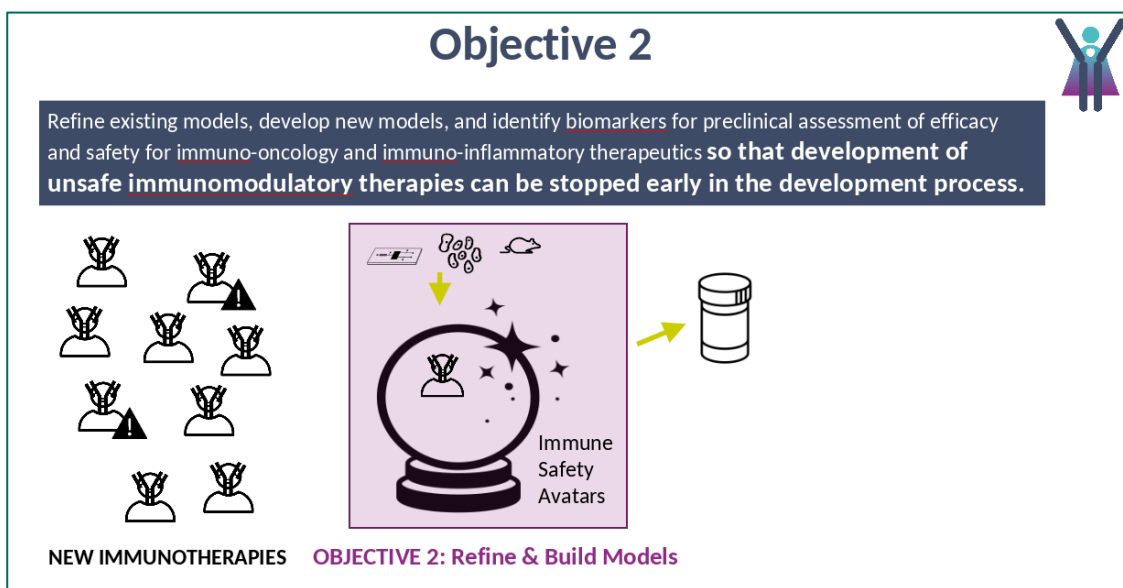 Objective 2
Refine existing models, develop new models, and identify biomarkers for preclinical assessment of efficacy
and safety for immuno-oncology and immuno-inflammatory therapeutics so that development of
unsafe immunomodulatory therapies can be stopped early in the development process.
Immune
Safety
Avatars
NEW IMMUNOTHERAPIES
OBJECTIVE 2: Refine & Build Models